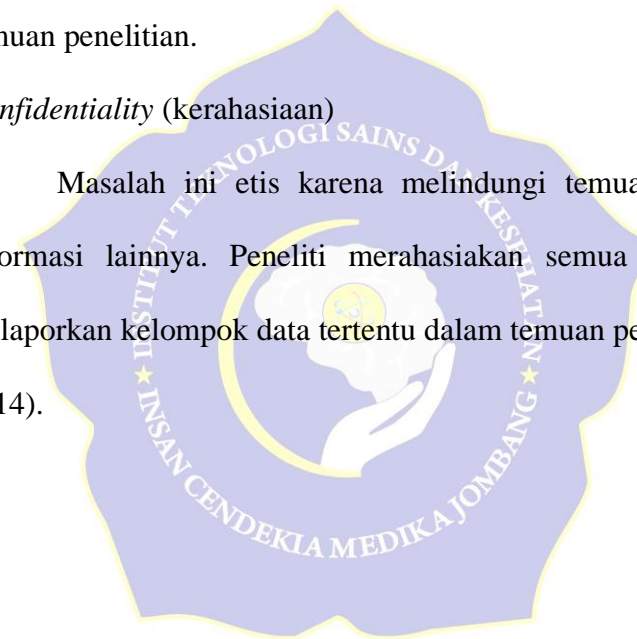 nuan penelitian.
nfidentiality (kerahasiaan)
Masalah ini etis karena melindungi temua
ormasi lainnya. Peneliti merahasiakan semua
laporkan kelompok data tertentu dalam temuan pe
14).
INSTITUT TEKNOLOGI SAINS DAN KESEHATAN
INSAN CENDEKIA MEDIKA JOMBANG